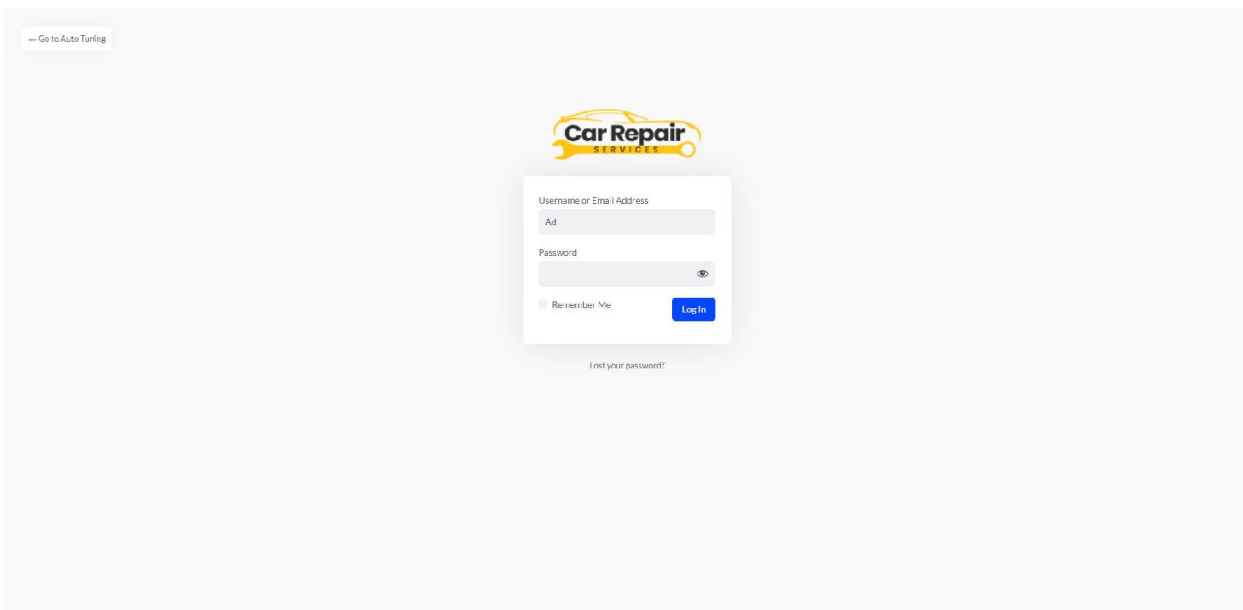 ← Go to Auto Tuning
Car Repair
SERVICES
Username or Email Address
Ad
Password
Remember Me
Log In
Lost your password?